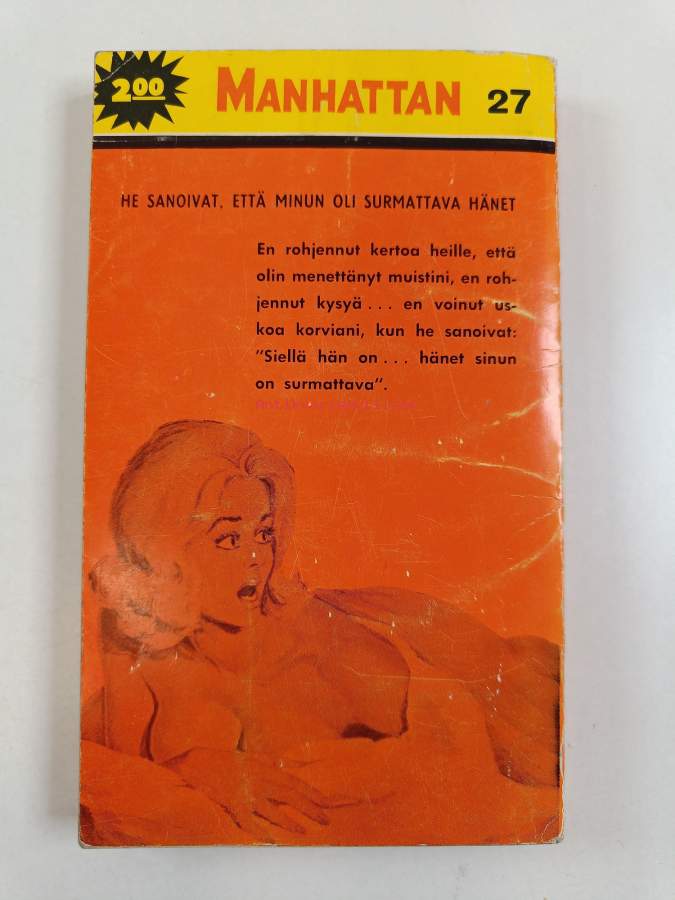 2.00
MANHATTAN 27
HE SANOIVAT, ETTÄ MINUN OLI SURMATTAVA HÄNET
En rohjennut kertoa heille, että
olin menettänyt muistini, en roh-
jennut kysyä . . . en voinut us-
koa korviani, kun he sanoivat:
”Siellä hän on . . . hänet sinun
on surmattava”.